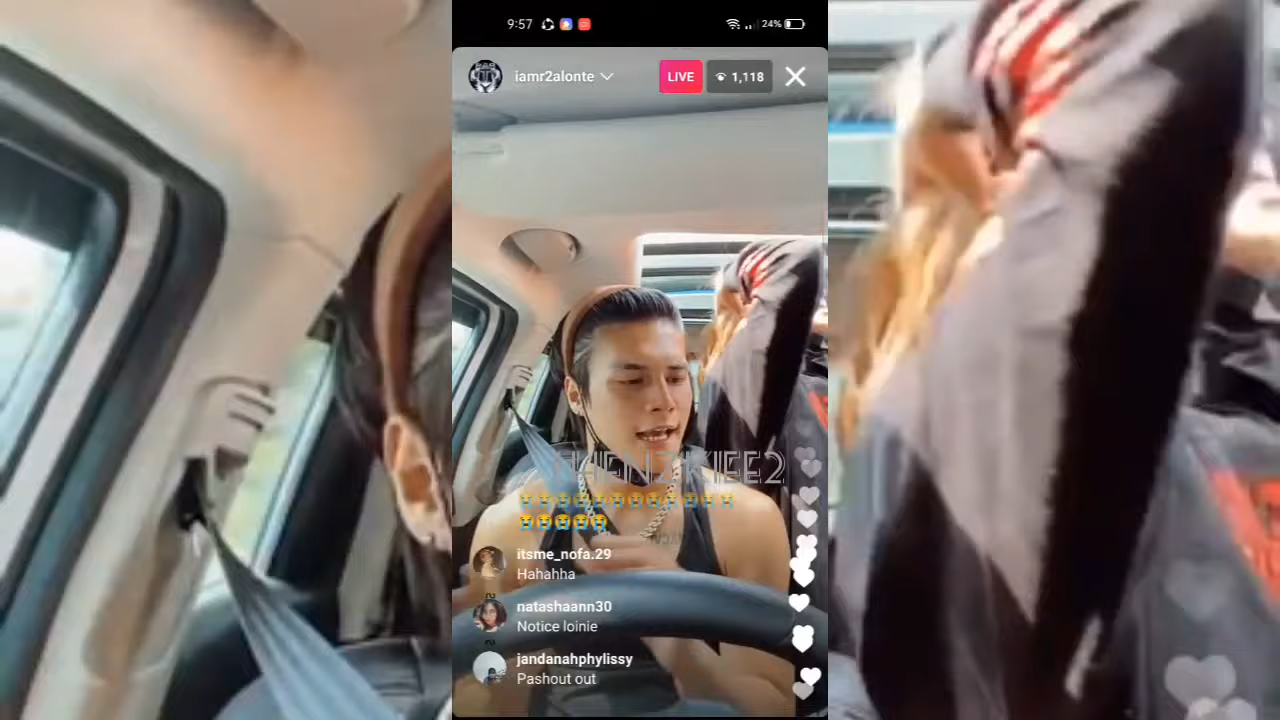 9:57
24%
iamr2alonte
LIVE
1,118
😭😭😭😭😭😭😭😭😭😭😭😭
😭😭😭😭😭
itsme_nofa.29
Hahahha
natashaann30
Notice loinie
jandanahphylissy
Pashout out